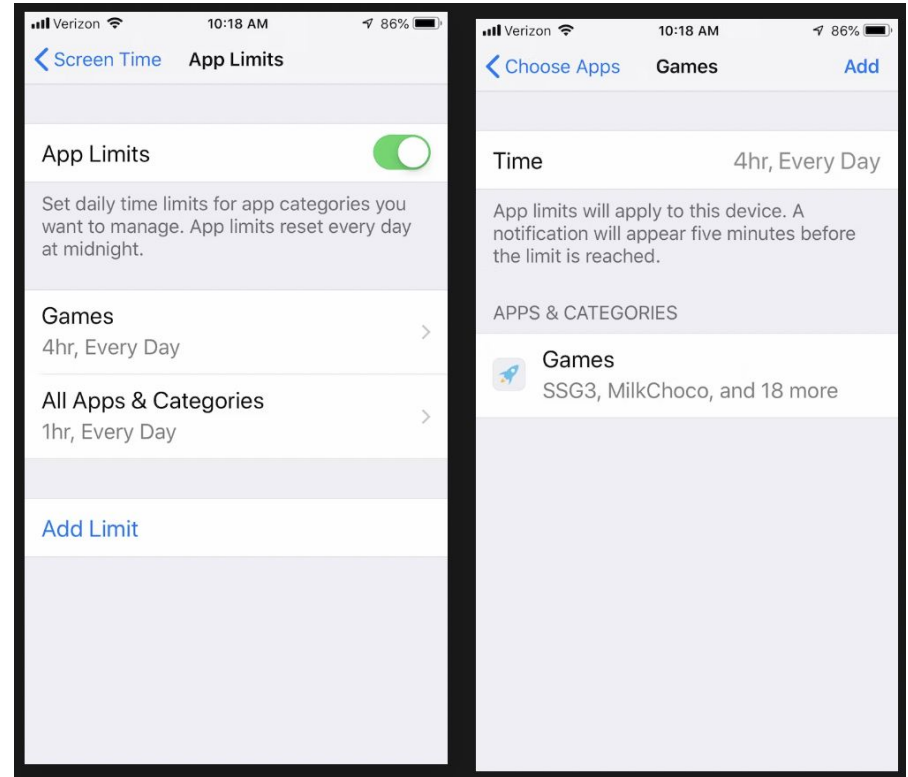 Verizon 10:18 AM 86%
Screen Time App Limits
App Limits
Set daily time limits for app categories you
want to manage. App limits reset every day
at midnight.
Games
4hr, Every Day
All Apps & Categories
1hr, Every Day
Add Limit
Verizon 10:18 AM 86%
Choose Apps Games Add
Time 4hr, Every Day
App limits will apply to this device. A
notification will appear five minutes before
the limit is reached.
APPS & CATEGORIES
Games
SSG3, MilkChoco, and 18 more